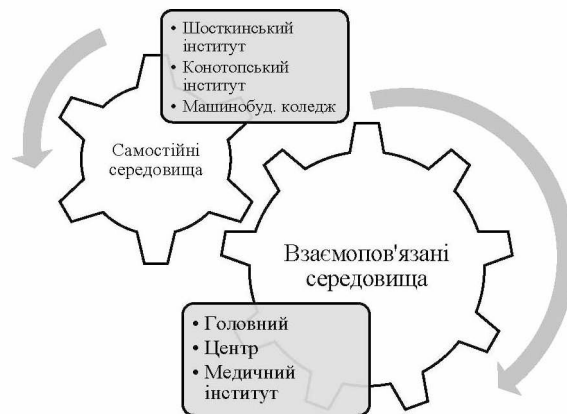 • Шосткинський
інститут
• Конотопський
інститут
• Машинобуд. коледж
Самостійні
середовища
Взаємопов'язані
середовища
• Головний
• Центр
• Медичний
інститут